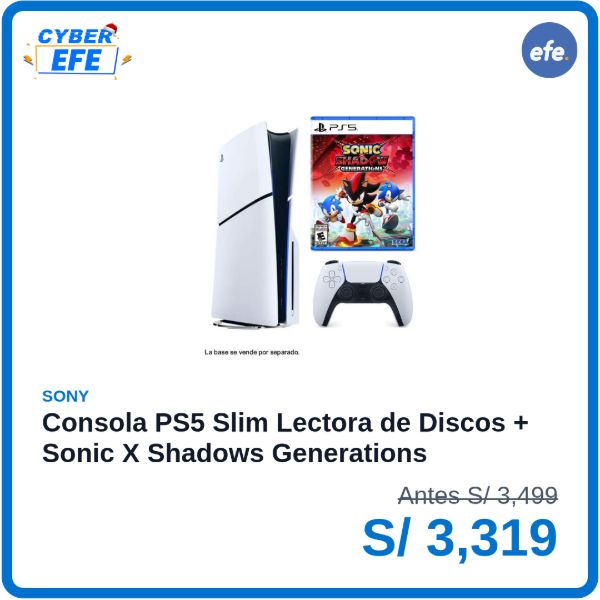 CYBER
EFE
efe.
PS5
SONIC
X
SHADOW
GENERATIONS
SEGA
La base se vende por separado.
SONY
Consola PS5 Slim Lectora de Discos +
Sonic X Shadows Generations
Antes S/ 3,499
S/ 3,319